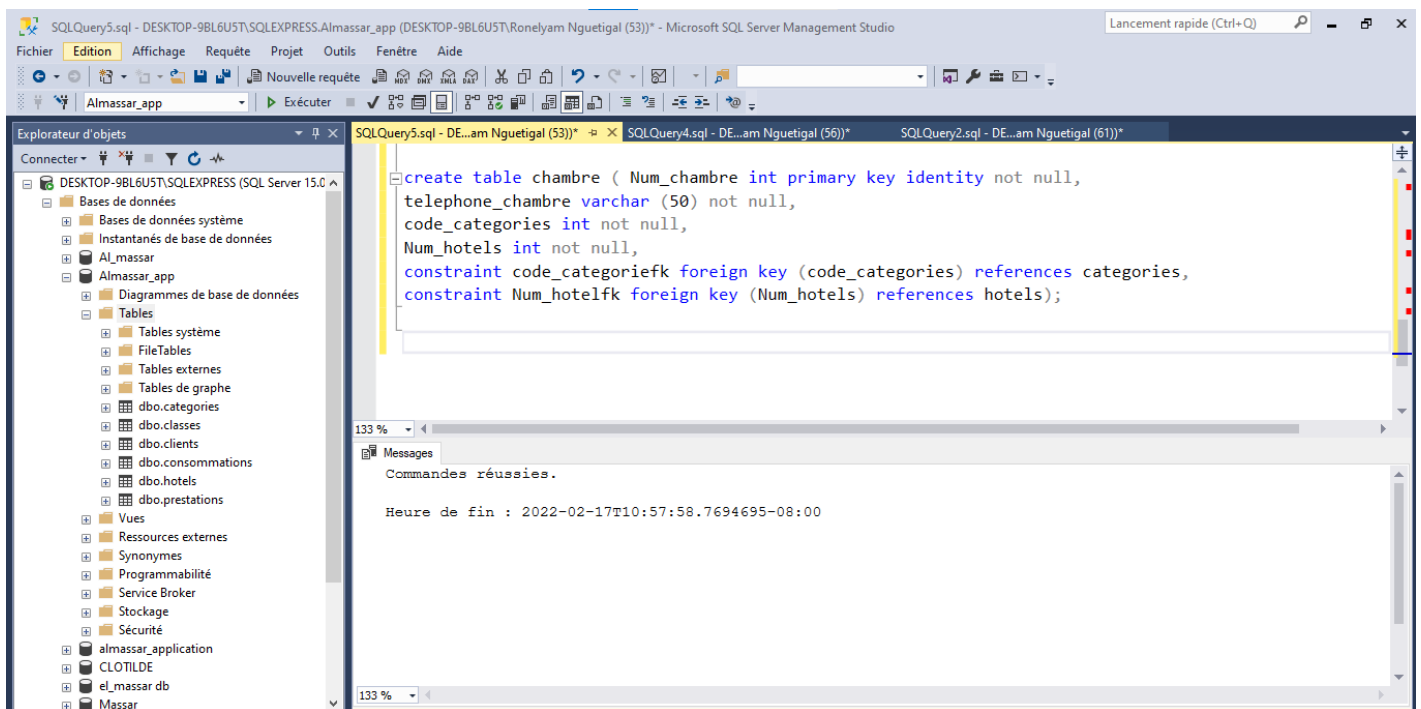 SQLQuery5.sql - DESKTOP-9BL6U5T\SQLEXPRESS.Almassar_app (DESKTOP-9BL6U5T\Ronelyam Nguetigal (53))* - Microsoft SQL Server Management Studio
Lancement rapide (Ctrl+Q)
Fichier Edition Affichage Requête Projet Outils Fenêtre Aide
Nouvelle requête
Almassar_app Exécuter
Explorateur d'objets
SQLQuery5.sql - DE...am Nguetigal (53))* SQLQuery4.sql - DE...am Nguetigal (56))* SQLQuery2.sql - DE...am Nguetigal (61))*
Connecter
DESKTOP-9BL6U5T\SQLEXPRESS (SQL Server 15.0
Bases de données
Bases de données système
Instantanés de base de données
Al_massar
Almassar_app
Diagrammes de base de données
Tables
Tables système
FileTables
Tables externes
Tables de graphe
dbo.categories
dbo.classes
dbo.clients
dbo.consommations
dbo.hotels
dbo.prestations
Vues
Ressources externes
Synonymes
Programmabilité
Service Broker
Stockage
Sécurité
almassar_application
CLOTILDE
el_massar db
Massar
create table chambre ( Num_chambre int primary key identity not null,
telephone_chambre varchar (50) not null,
code_categories int not null,
Num_hotels int not null,
constraint code_categoriefk foreign key (code_categories) references categories,
constraint Num_hotelfk foreign key (Num_hotels) references hotels);
133 %
Messages
Commandes réussies.
Heure de fin : 2022-02-17T10:57:58.7694695-08:00
133 %